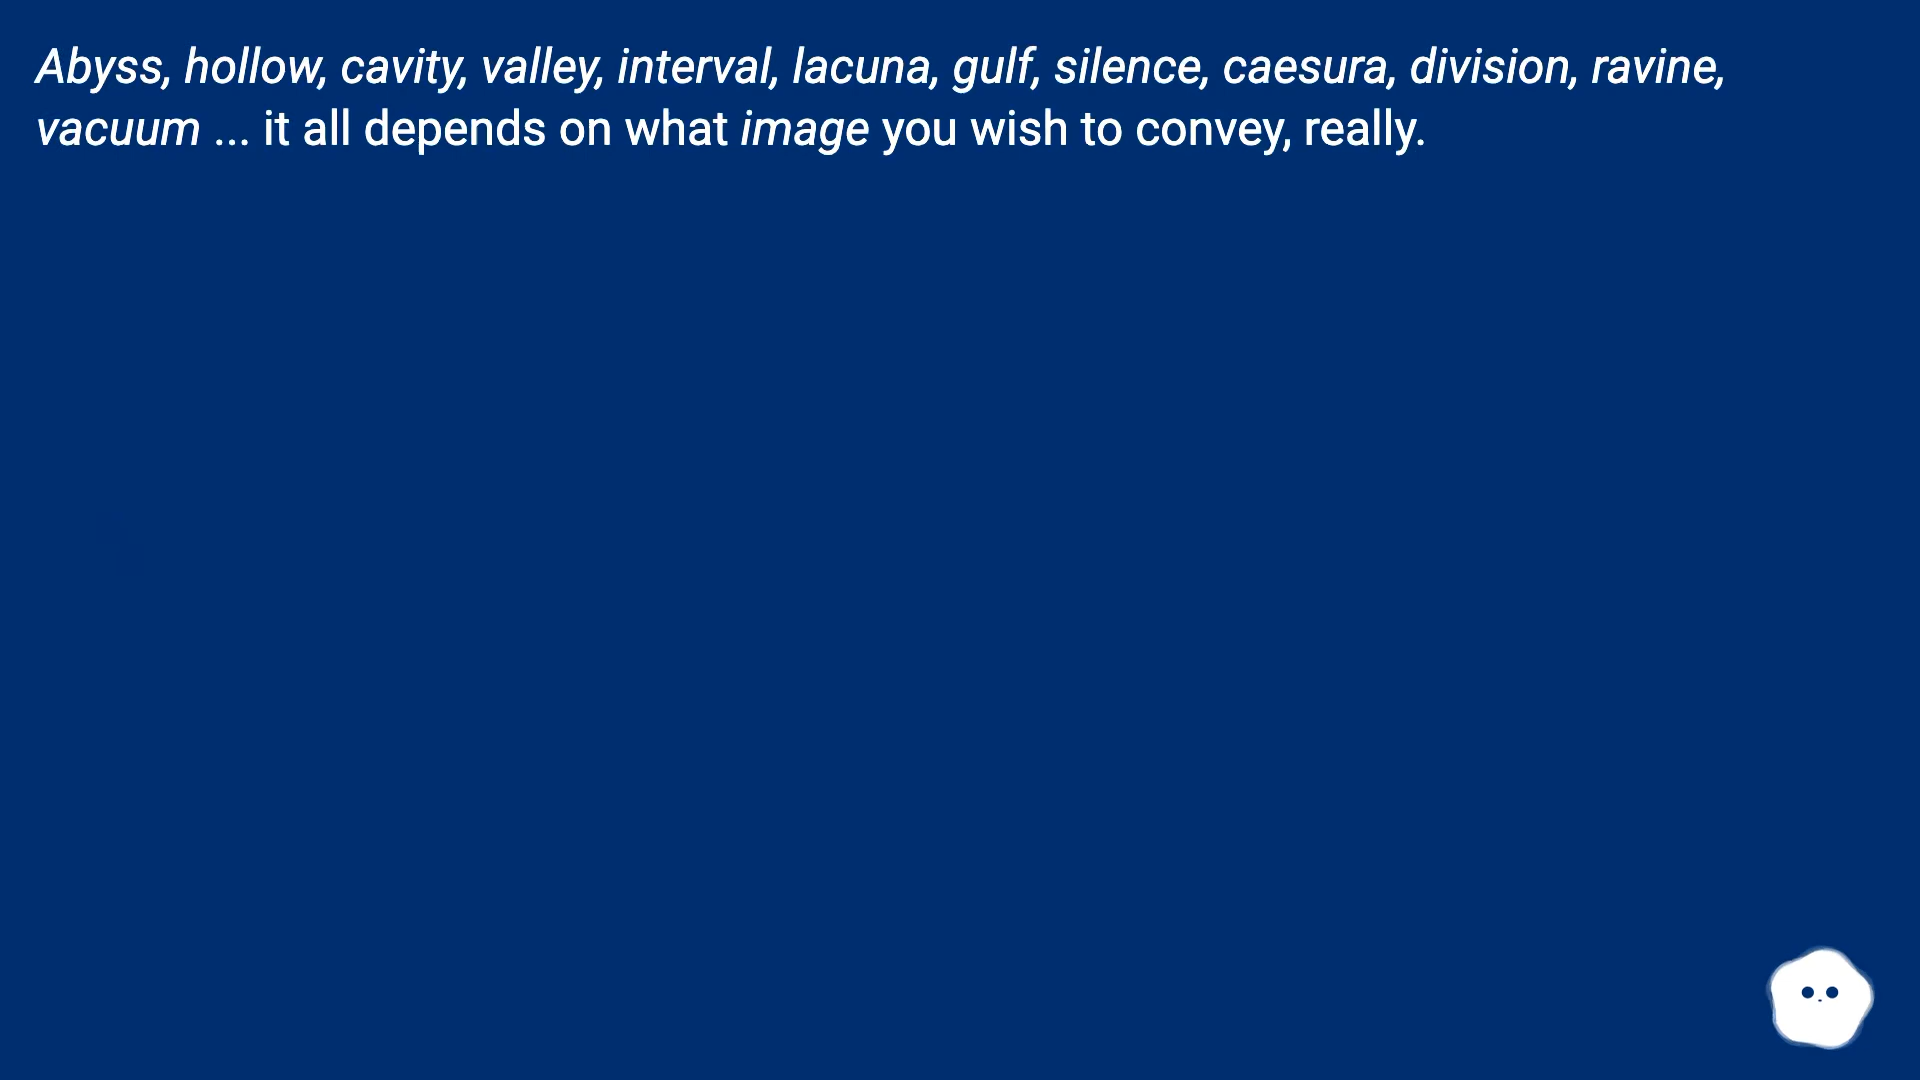 Abyss, hollow, cavity, valley, interval, lacuna, gulf, silence, caesura, division, ravine,
vacuum ... it all depends on what image you wish to convey, really.